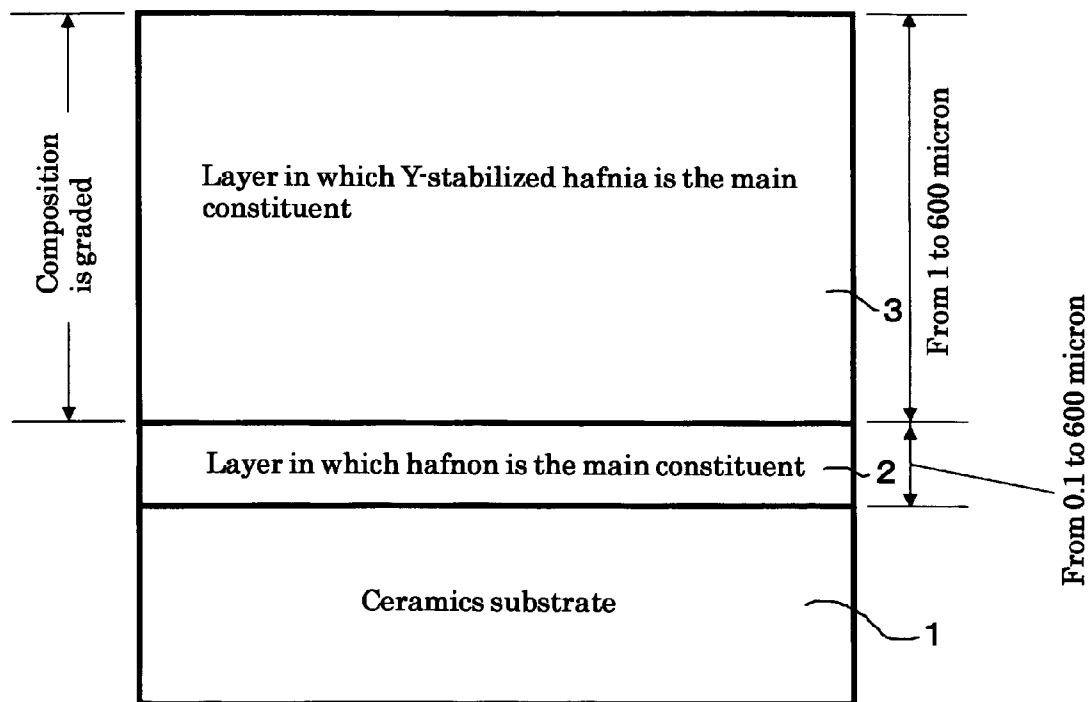 Composition
is graded
Layer in which Y-stabilized hafnia is the main
constituent
3
From 1 to 600 micron
Layer in which hafnon is the main constituent
2
From 0.1 to 600 micron
Ceramics substrate
1